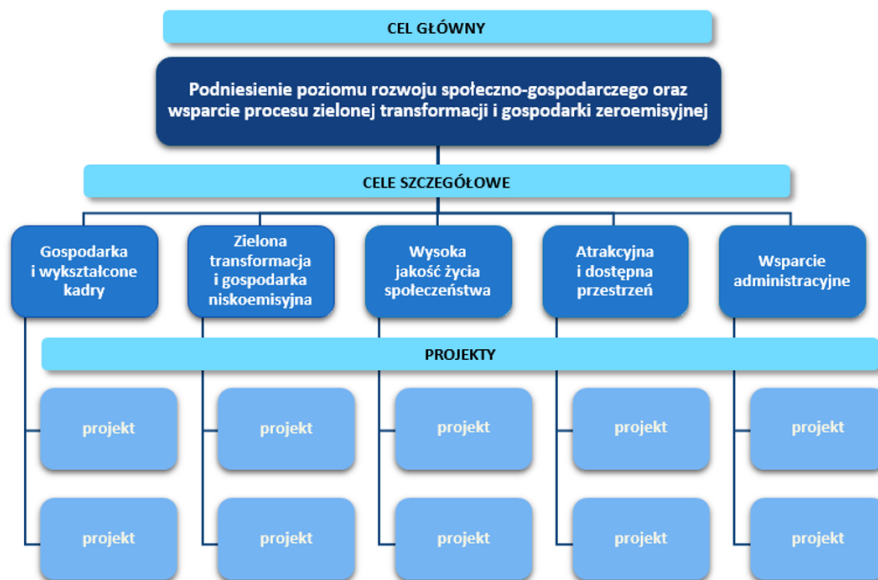 CEL GŁÓWNY
Podniesienie poziomu rozwoju społeczno-gospodarczego oraz
wsparcie procesu zielonej transformacji i gospodarki zeroemisyjnej
CELE SZCZEGÓŁOWE
Gospodarka
i wykształcone
kadry
Zielona
transformacja
i gospodarka
niskoemisyjna
Wysoka
jakość życia
społeczeństwa
Atrakcyjna
i dostępna
przestrzeń
Wsparcie
administracyjne
PROJEKTY
projekt
projekt
projekt
projekt
projekt
projekt
projekt
projekt
projekt
projekt